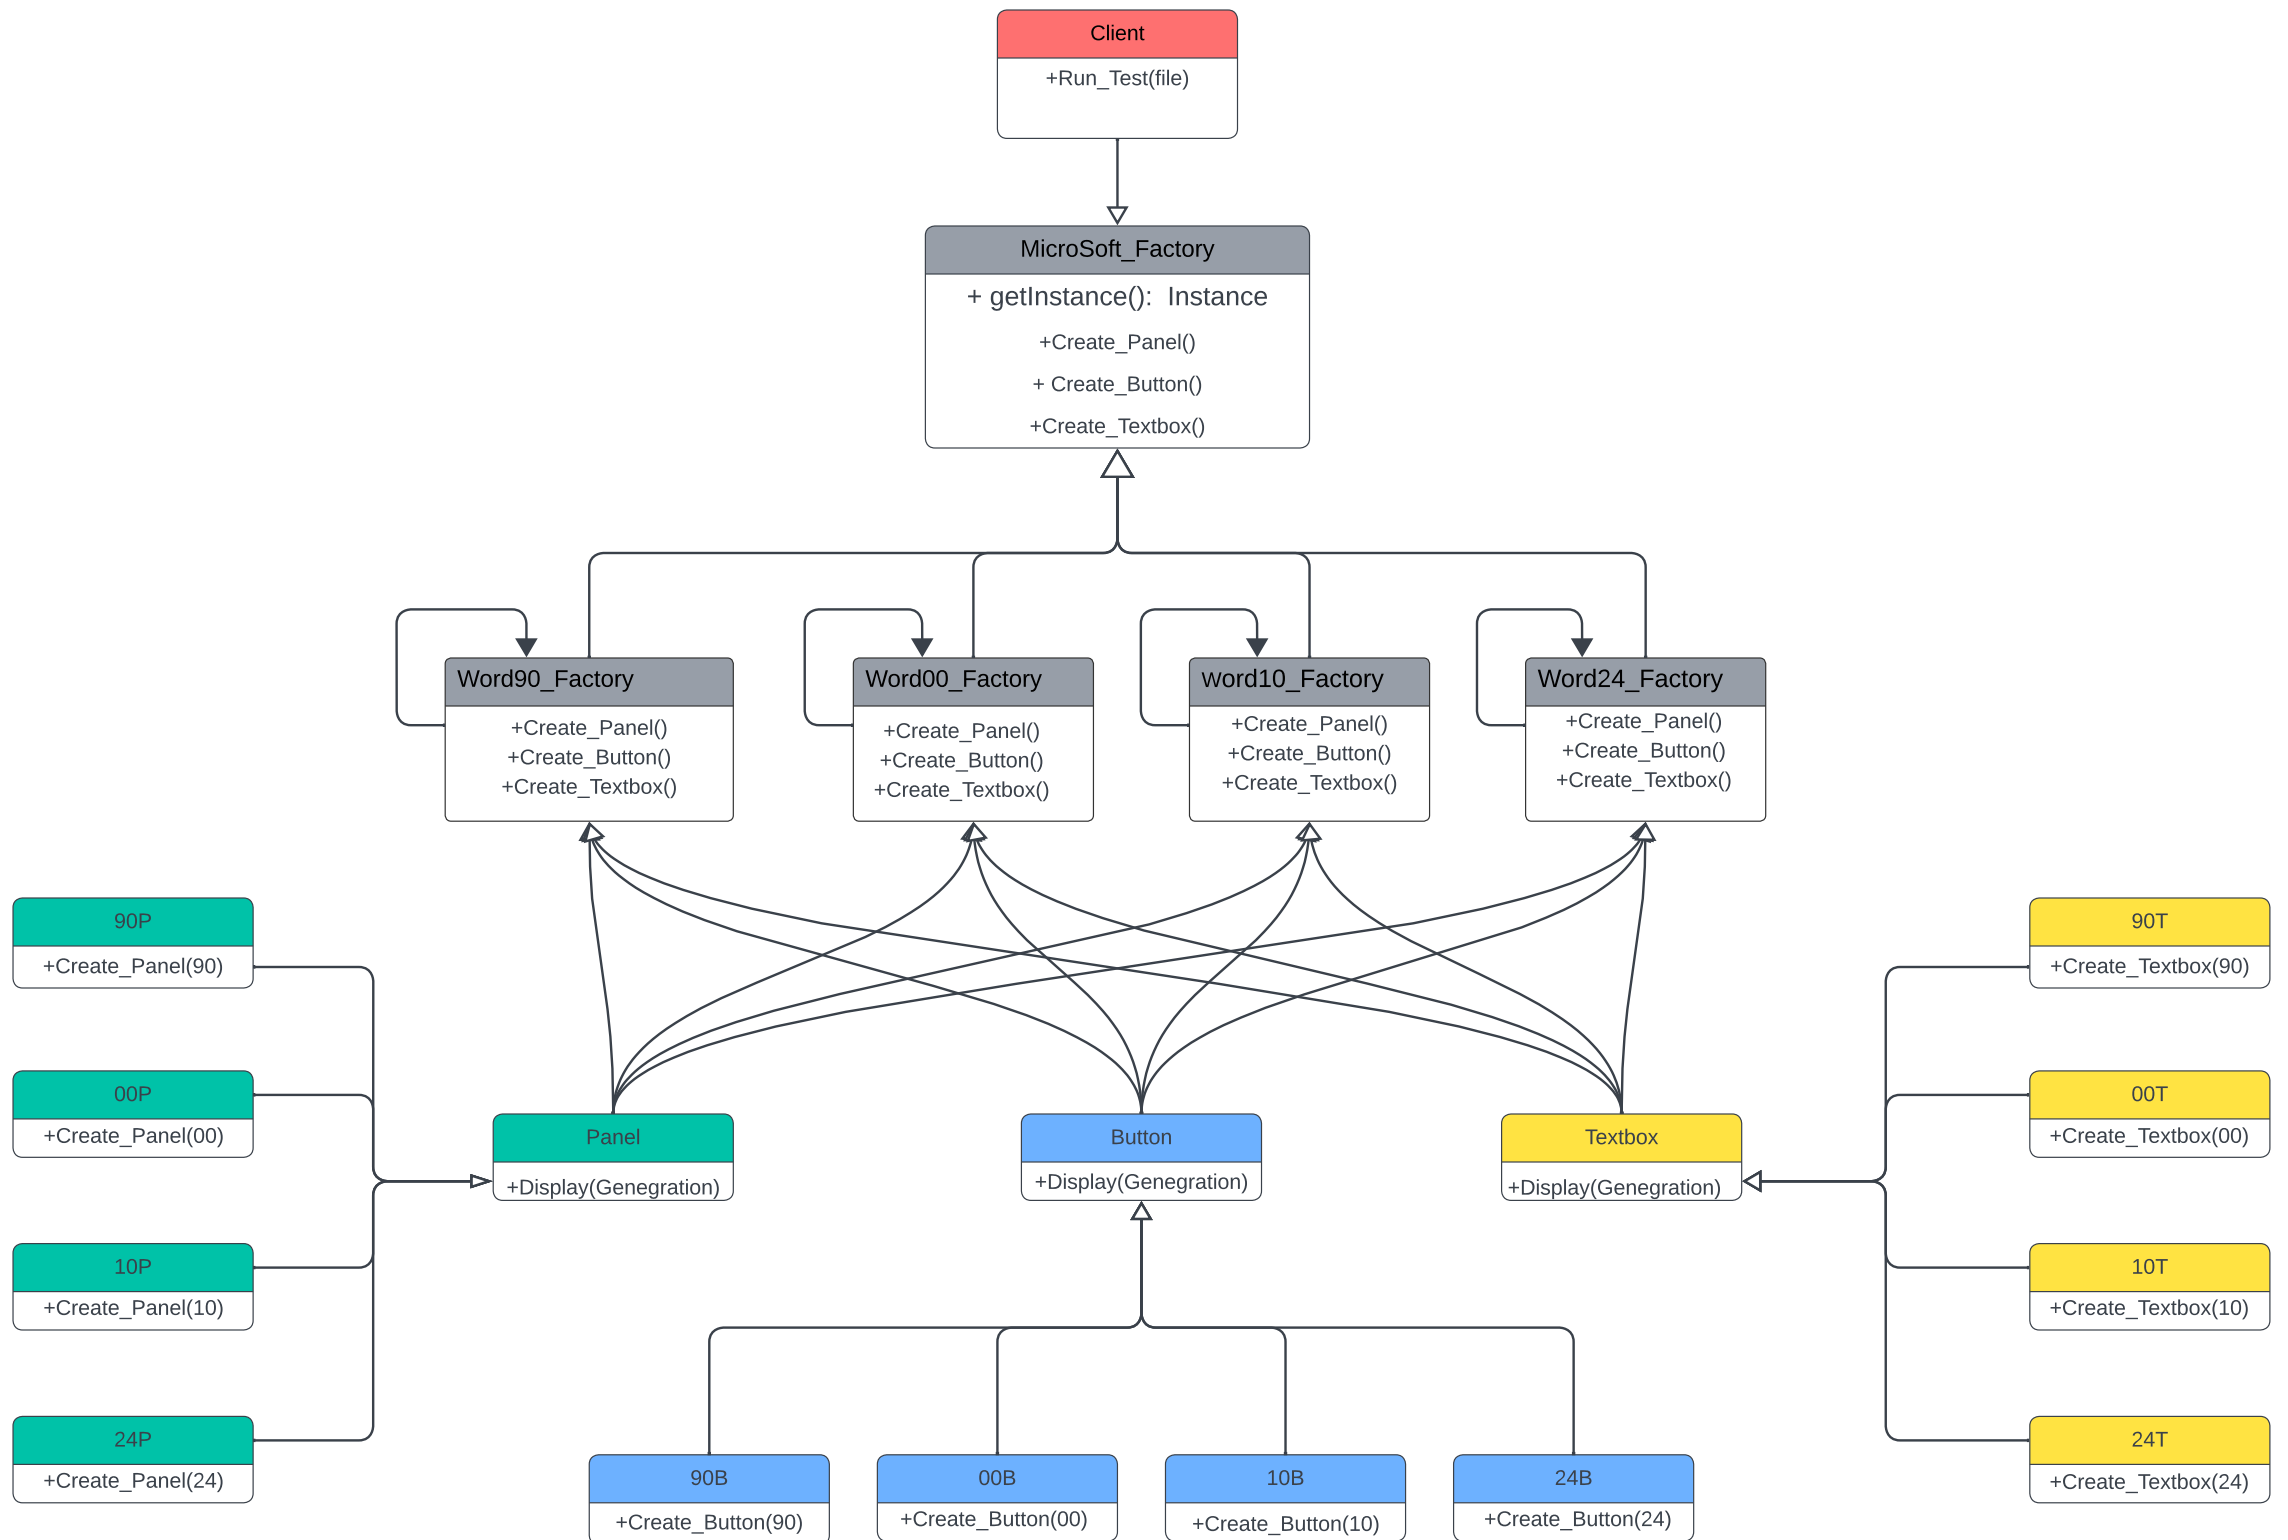 Client
+Run_Test(file)
MicroSoft_Factory
+ getInstance():  Instance
+Create_Panel()
+ Create_Button()
+Create_Textbox()
Word90_Factory
+Create_Panel()
+Create_Button()
+Create_Textbox()
Word00_Factory
+Create_Panel()
+Create_Button()
+Create_Textbox()
word10_Factory
+Create_Panel()
+Create_Button()
+Create_Textbox()
Word24_Factory
+Create_Panel()
+Create_Button()
+Create_Textbox()
90P
+Create_Panel(90)
00P
+Create_Panel(00)
10P
+Create_Panel(10)
24P
+Create_Panel(24)
Panel
+Display(Genegration)
Button
+Display(Genegration)
Textbox
+Display(Genegration)
90T
+Create_Textbox(90)
00T
+Create_Textbox(00)
10T
+Create_Textbox(10)
24T
+Create_Textbox(24)
90B
+Create_Button(90)
00B
+Create_Button(00)
10B
+Create_Button(10)
24B
+Create_Button(24)